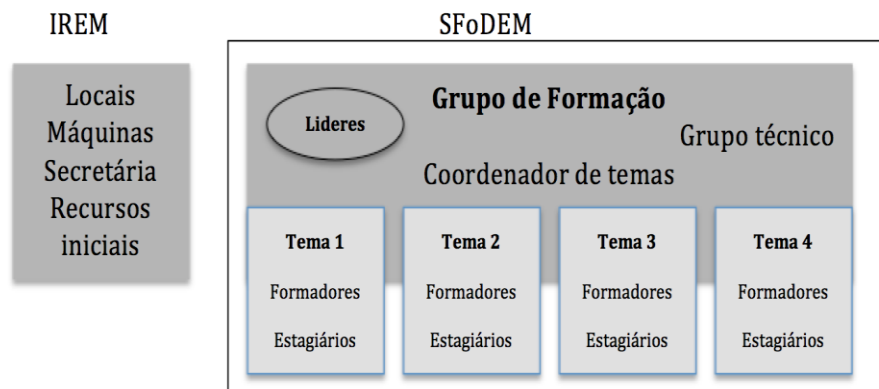 IREM
SFoDEM
Locais
Máquinas
Secretária
Recursos
iniciais
Grupo de Formação
Lideres
Grupo técnico
Coordenador de temas
Tema 1
Formadores
Estagiários
Tema 2
Formadores
Estagiários
Tema 3
Formadores
Estagiários
Tema 4
Formadores
Estagiários